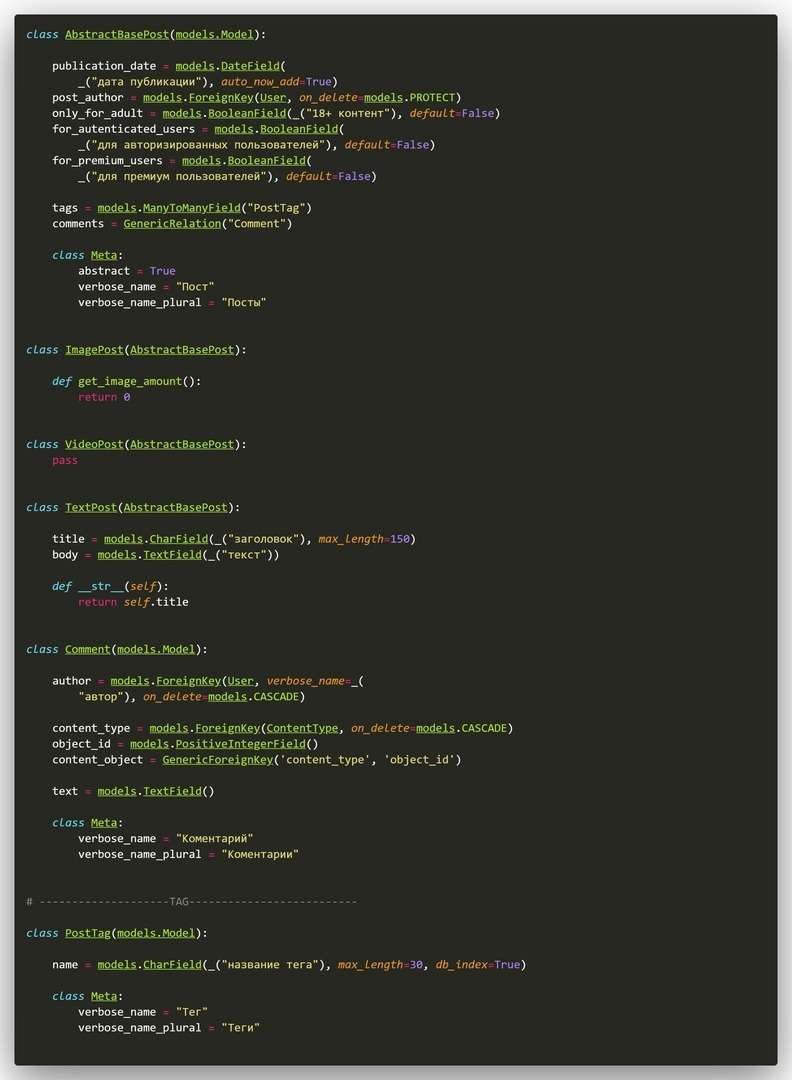 class AbstractBasePost(models.Model):
    publication_date = models.DateField(
        _("дата публикации"), auto_now_add=True)
    post_author = models.ForeignKey(User, on_delete=models.PROTECT)
    only_for_adult = models.BooleanField(_("18+ контент"), default=False)
    for_autenticated_users = models.BooleanField(
        _("для авторизированных пользователей"), default=False)
    for_premium_users = models.BooleanField(
        _("для премиум пользователей"), default=False)
    tags = models.ManyToManyField("PostTag")
    comments = GenericRelation("Comment")
    class Meta:
        abstract = True
        verbose_name = "Пост"
        verbose_name_plural = "Посты"
class ImagePost(AbstractBasePost):
    def get_image_amount():
        return 0
class VideoPost(AbstractBasePost):
    pass
class TextPost(AbstractBasePost):
    title = models.CharField(_("заголовок"), max_length=150)
    body = models.TextField(_("текст"))
    def __str__(self):
        return self.title
class Comment(models.Model):
    author = models.ForeignKey(User, verbose_name=_(
        "автор"), on_delete=models.CASCADE)
    content_type = models.ForeignKey(ContentType, on_delete=models.CASCADE)
    object_id = models.PositiveIntegerField()
    content_object = GenericForeignKey('content_type', 'object_id')
    text = models.TextField()
    class Meta:
        verbose_name = "Коментарий"
        verbose_name_plural = "Коментарии"
# --------------------TAG--------------------------
class PostTag(models.Model):
    name = models.CharField(_("название тега"), max_length=30, db_index=True)
    class Meta:
        verbose_name = "Тег"
        verbose_name_plural = "Теги"